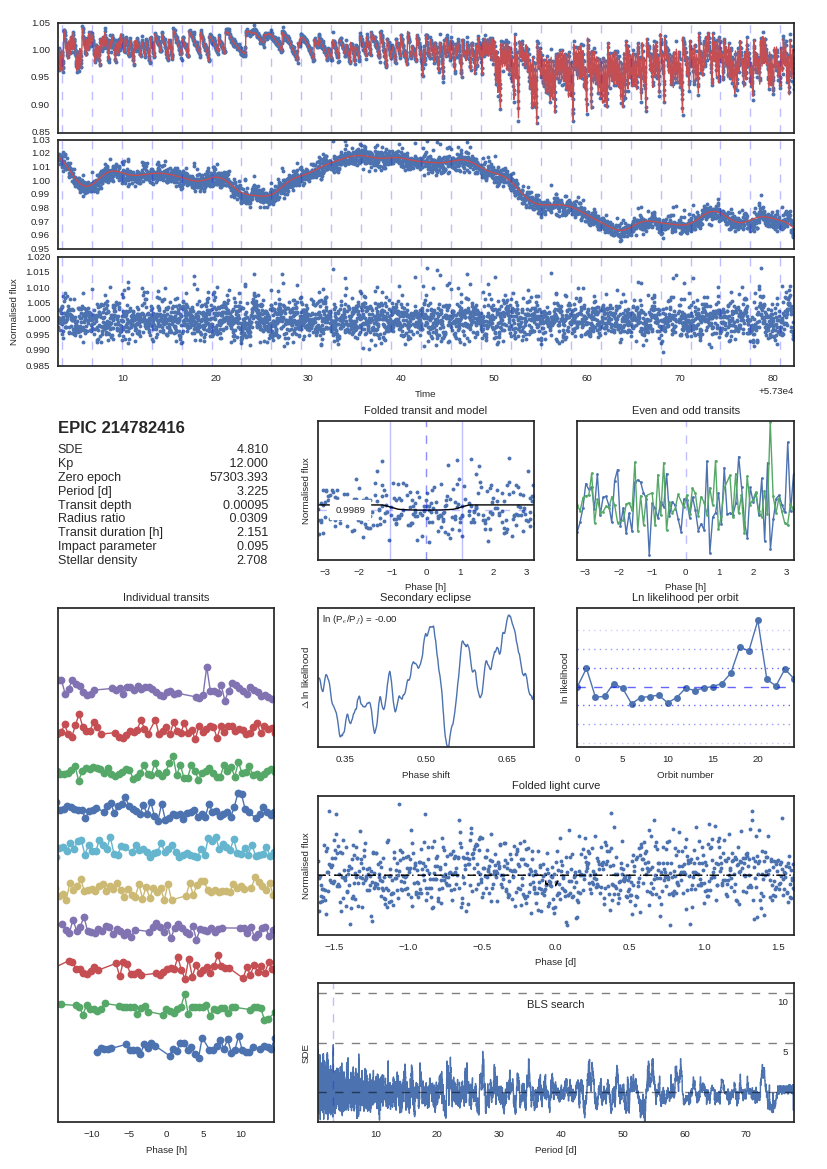 1.05
1.00
0.95
0.90
0.85
1.03
1.02
1.01
1.00
0.99
0.98
0.97
0.96
0.95
1.020
1.015
1.010
1.005
1.000
0.995
0.990
0.985
Normalised flux
10 20 30 40 50 60 70 80
Time
+5.73e4
EPIC 214782416
SDE 4.810
Kp 12.000
Zero epoch 57303.393
Period [d] 3.225
Transit depth 0.00095
Radius ratio 0.0309
Transit duration [h] 2.151
Impact parameter 0.095
Stellar density 2.708
Folded transit and model
Normalised flux
0.9989
−3 −2 −1 0 1 2 3
Phase [h]
Even and odd transits
−3 −2 −1 0 1 2 3
Phase [h]
Individual transits
−10 −5 0 5 10
Phase [h]
Secondary eclipse
ln (Pₑ/Pf) = -0.00
Δ ln likelihood
0.35 0.50 0.65
Phase shift
Ln likelihood per orbit
ln likelihood
0 5 10 15 20
Orbit number
Folded light curve
Normalised flux
−1.5 −1.0 −0.5 0.0 0.5 1.0 1.5
Phase [d]
BLS search
10
5
SDE
10 20 30 40 50 60 70
Period [d]